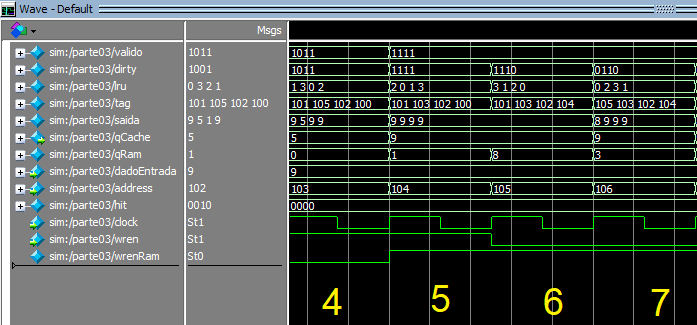 Wave - Default
Msgs
sim:/parte03/valido 1011 1011 1111
sim:/parte03/dirty 1001 1011 1111 1110 0110
sim:/parte03/lru 0 3 2 1 1 3 0 2 2 0 1 3 3 1 2 0 0 2 3 1
sim:/parte03/tag 101 105 102 100 101 105 102 100 101 103 102 100 101 103 102 104 105 103 102 104
sim:/parte03/saida 9 5 1 9 9 5 9 9 9 9 9 9 8 9 9 9
sim:/parte03/qCache 5 5 9 9
sim:/parte03/qRam 1 0 1 8 3
sim:/parte03/dadoEntrada 9 9
sim:/parte03/address 102 103 104 105 106
sim:/parte03/hit 0010 0000
sim:/parte03/clock St1
sim:/parte03/wren St1
sim:/parte03/wrenRam St0
4 5 6 7